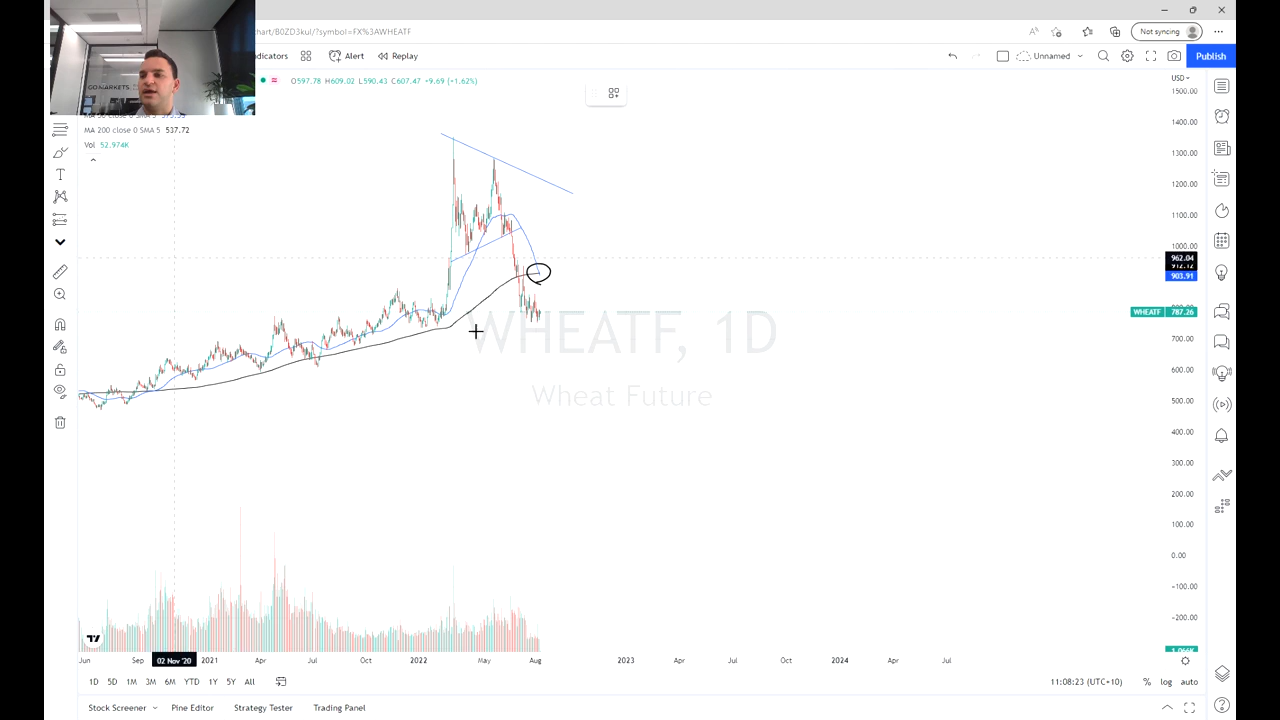 chart/B0ZD3kul/?symbol=FX%3AWHEATF
Not syncing
ndicators
Alert
Replay
Unnamed
Publish
O597.78 H609.02 L590.43 C607.47 +9.69 (+1.62%)
USD
GO MARKETS
MA 200 close 0 SMA 5 537.72
Vol 52.974K
1500.00
1400.00
1300.00
1200.00
1100.00
1000.00
962.04
903.91
WHEATF 787.26
700.00
600.00
500.00
400.00
300.00
200.00
100.00
0.00
−100.00
−200.00
WHEATF, 1D
Wheat Future
Jun Sep 02 Nov '20 2021 Apr Jul Oct 2022 May Aug 2023 Apr Jul Oct 2024 Apr Jul
1D 5D 1M 3M 6M YTD 1Y 5Y All
11:08:23 (UTC+10) % log auto
Stock Screener Pine Editor Strategy Tester Trading Panel